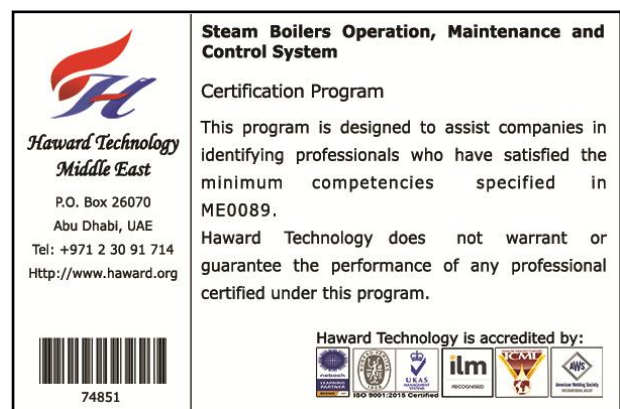 Haward Technology
Middle East
P.O. Box 26070
Abu Dhabi, UAE
Tel: +971 2 30 91 714
Http://www.haward.org
74851
Steam Boilers Operation, Maintenance and
Control System
Certification Program
This program is designed to assist companies in
identifying professionals who have satisfied the
minimum competencies specified in
ME0089.
Haward Technology does not warrant or
guarantee the performance of any professional
certified under this program.
Haward Technology is accredited by:
nebosh
LEARNING
PARTNER
UKAS
MANAGEMENT
SYSTEMS
ISO 9001:2015 Certified
ilm
RECOGNISED
ICML
AWS
American Welding Society